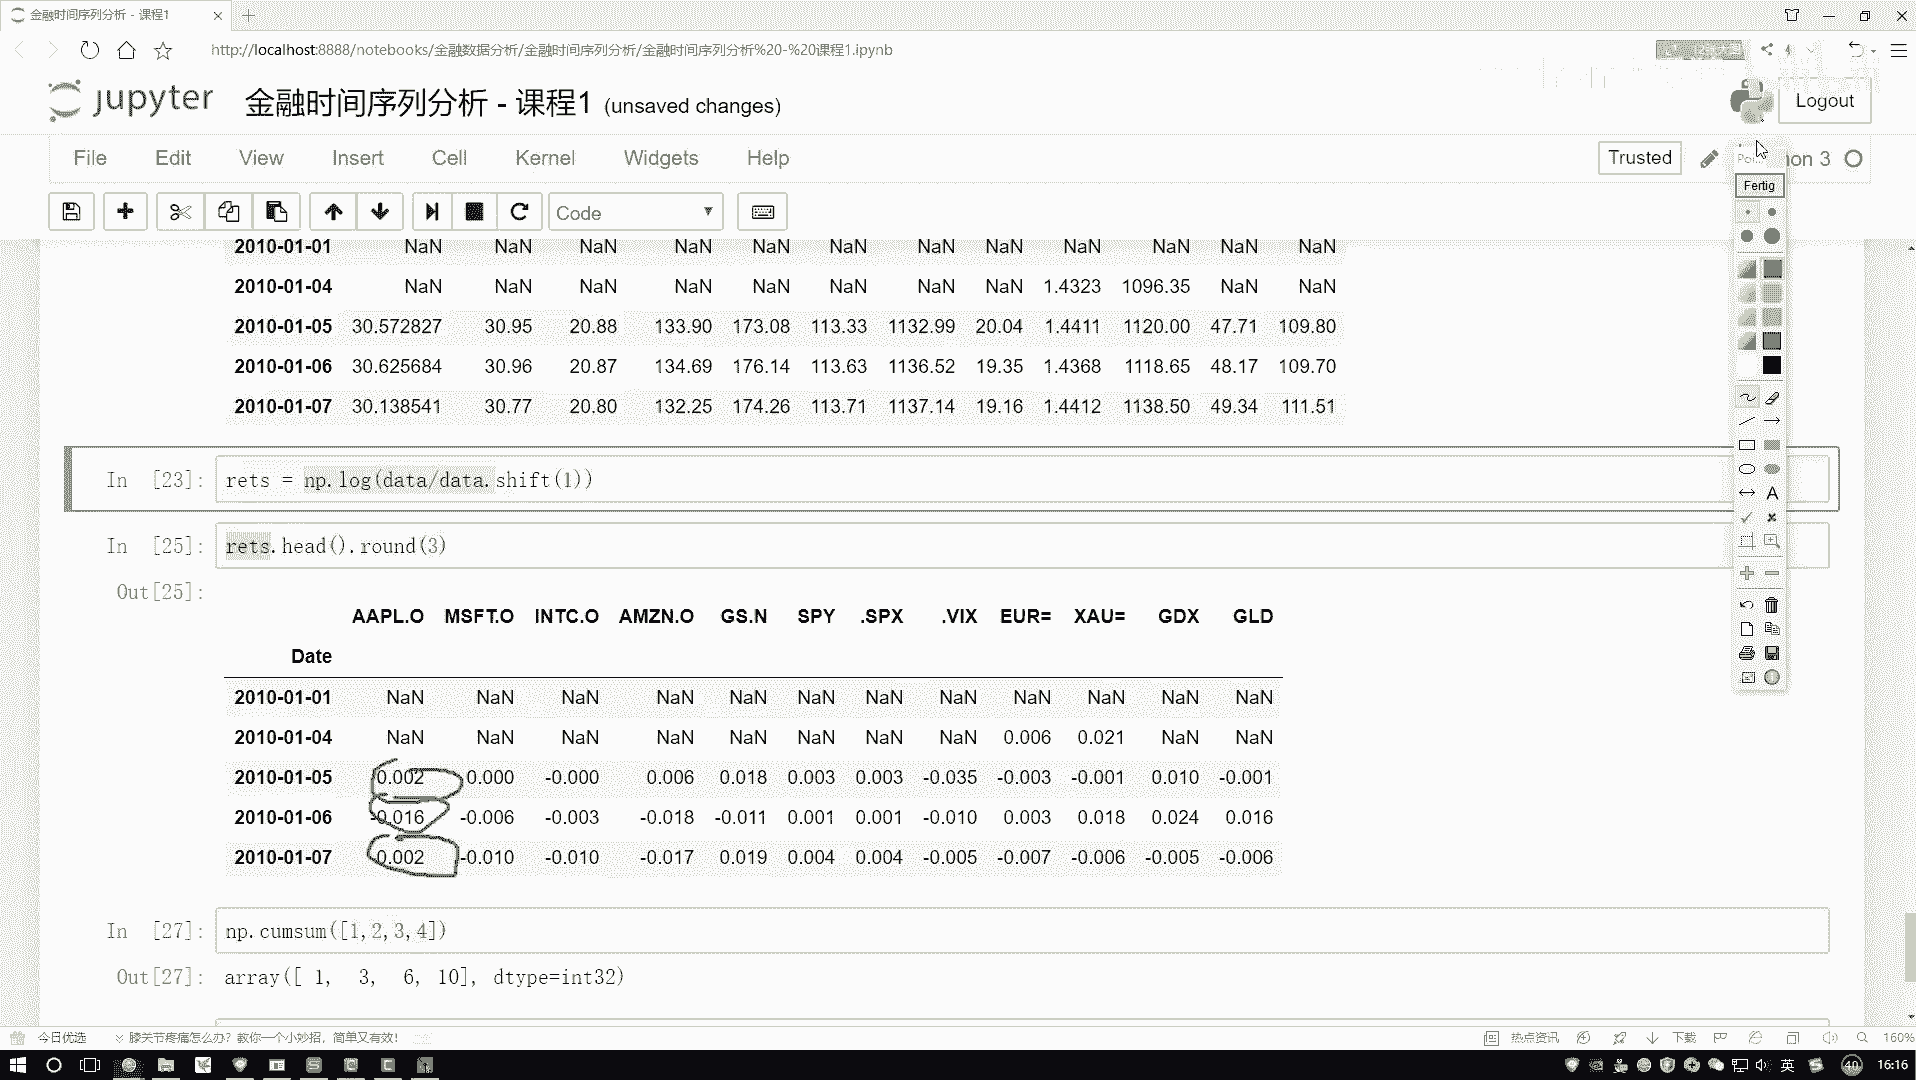 金融时间序列分析 - 课程1
http://localhost:8888/notebooks/金融数据分析/金融时间序列分析/金融时间序列分析%20-%20课程1.ipynb
jupyter 金融时间序列分析 - 课程1 (unsaved changes) Logout
File Edit View Insert Cell Kernel Widgets Help Trusted on 3
Fertig
Code
2010-01-01 NaN NaN NaN NaN NaN NaN NaN NaN NaN NaN NaN NaN
2010-01-04 NaN NaN NaN NaN NaN NaN NaN NaN 1.4323 1096.35 NaN NaN
2010-01-05 30.572827 30.95 20.88 133.90 173.08 113.33 1132.99 20.04 1.4411 1120.00 47.71 109.80
2010-01-06 30.625684 30.96 20.87 134.69 176.14 113.63 1136.52 19.35 1.4368 1118.65 48.17 109.70
2010-01-07 30.138541 30.77 20.80 132.25 174.26 113.71 1137.14 19.16 1.4412 1138.50 49.34 111.51
In [23]: rets = np.log(data/data.shift(1))
In [25]: rets.head().round(3)
Out[25]:
AAPL.O MSFT.O INTC.O AMZN.O GS.N SPY .SPX .VIX EUR= XAU= GDX GLD
Date
2010-01-01 NaN NaN NaN NaN NaN NaN NaN NaN NaN NaN NaN NaN
2010-01-04 NaN NaN NaN NaN NaN NaN NaN NaN 0.006 0.021 NaN NaN
2010-01-05 0.002 0.000 -0.000 0.006 0.018 0.003 0.003 -0.035 -0.003 -0.001 0.010 -0.001
2010-01-06 -0.016 -0.006 -0.003 -0.018 -0.011 0.001 0.001 -0.010 0.003 0.018 0.024 0.016
2010-01-07 0.002 -0.010 -0.010 -0.017 0.019 0.004 0.004 -0.005 -0.007 -0.006 -0.005 -0.006
In [27]: np.cumsum([1,2,3,4])
Out[27]: array([ 1, 3, 6, 10], dtype=int32)
今日优选 膝关节疼痛怎么办? 教你一个小妙招，简单又有效! 热点资讯 下载 160%
英 40 16:16